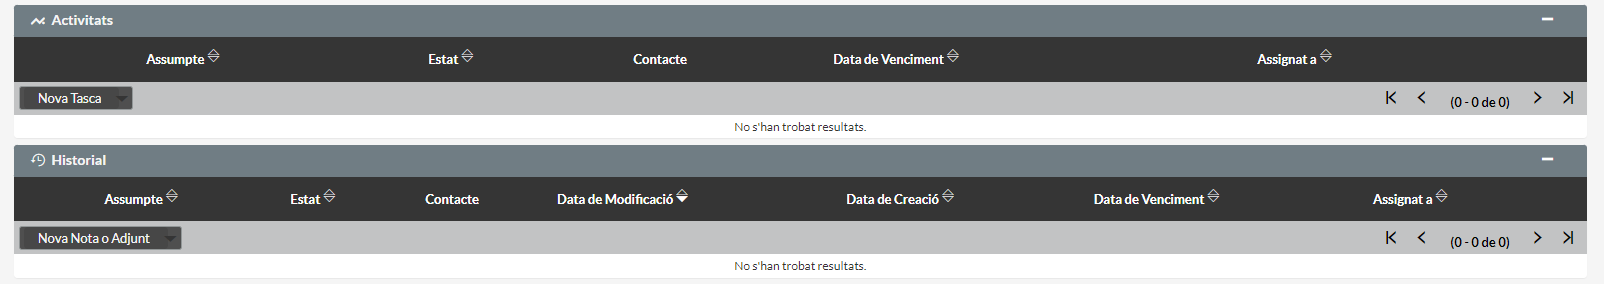 Activitats
Assumpte Estat Contacte Data de Venciment Assignat a
Nova Tasca (0 - 0 de 0)
No s'han trobat resultats.
Historial
Assumpte Estat Contacte Data de Modificació Data de Creació Data de Venciment Assignat a
Nova Nota o Adjunt (0 - 0 de 0)
No s'han trobat resultats.